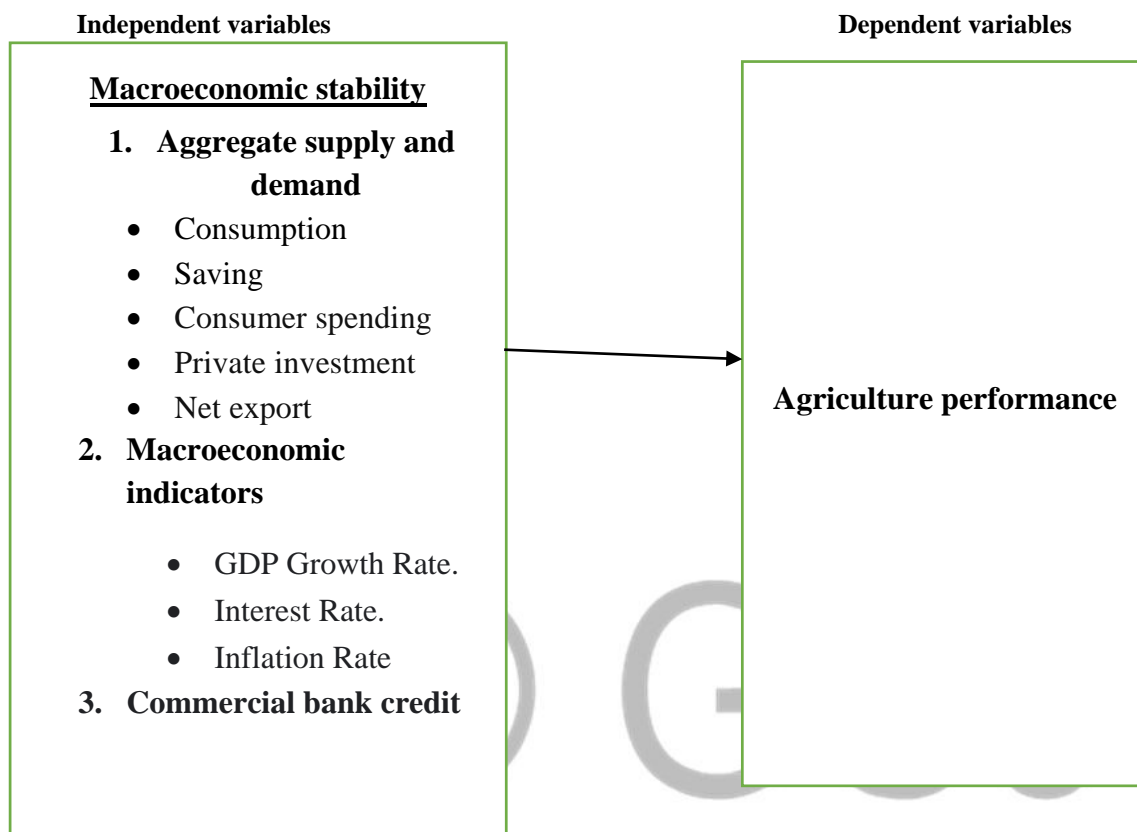 Independent variables
Dependent variables
Macroeconomic stability
1. Aggregate supply and
demand
• Consumption
• Saving
• Consumer spending
• Private investment
• Net export
2. Macroeconomic
indicators
• GDP Growth Rate.
• Interest Rate.
• Inflation Rate
3. Commercial bank credit
Agriculture performance